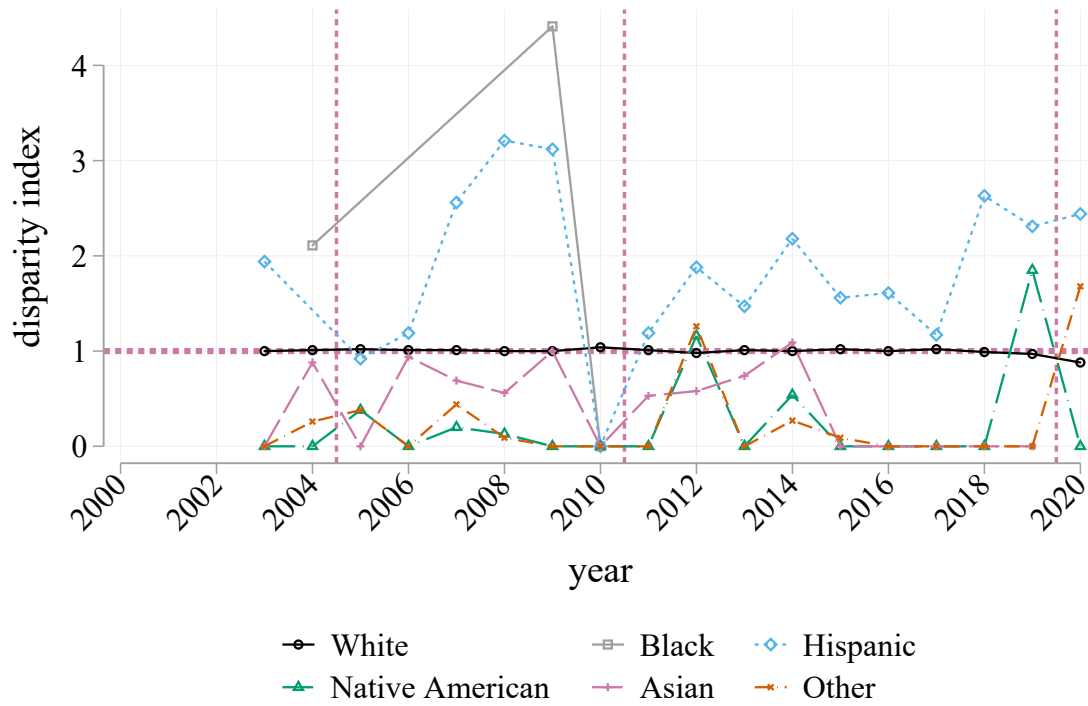 disparity index
4
3
2
1
0
2000 2002 2004 2006 2008 2010 2012 2014 2016 2018 2020
year
White Black Hispanic
Native American Asian Other